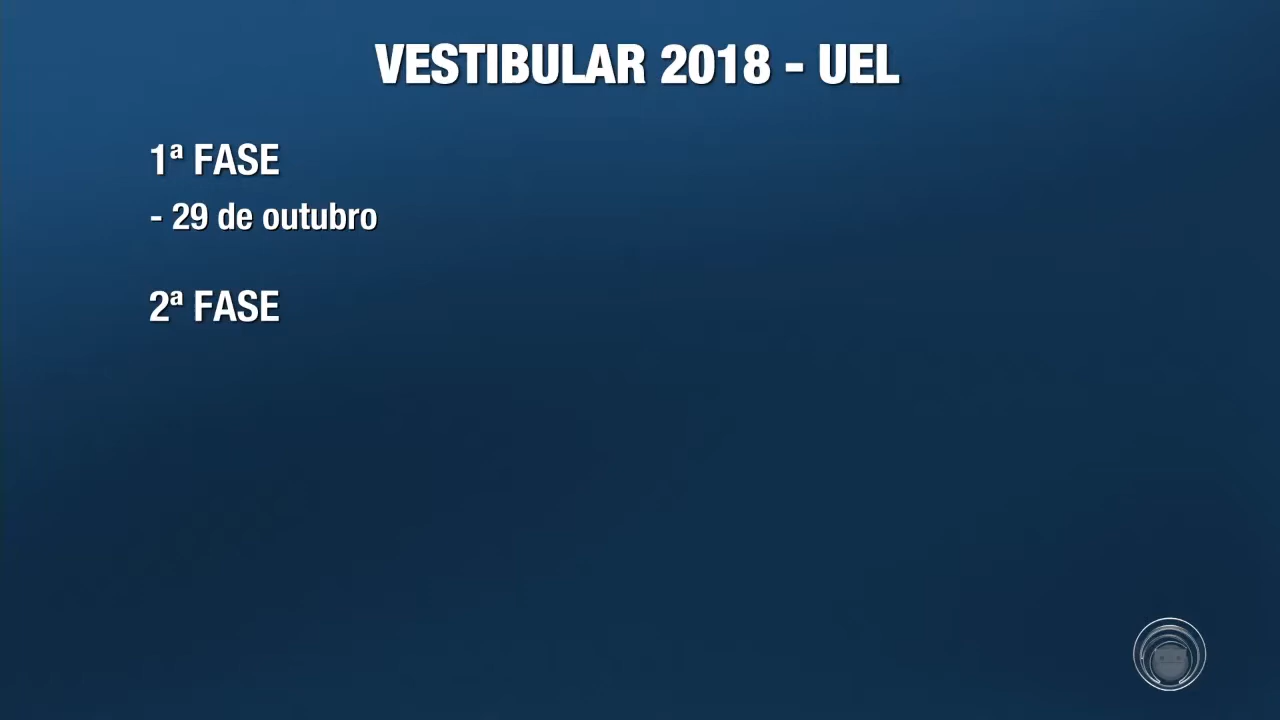 VESTIBULAR 2018 - UEL
1ª FASE
- 29 de outubro
2ª FASE